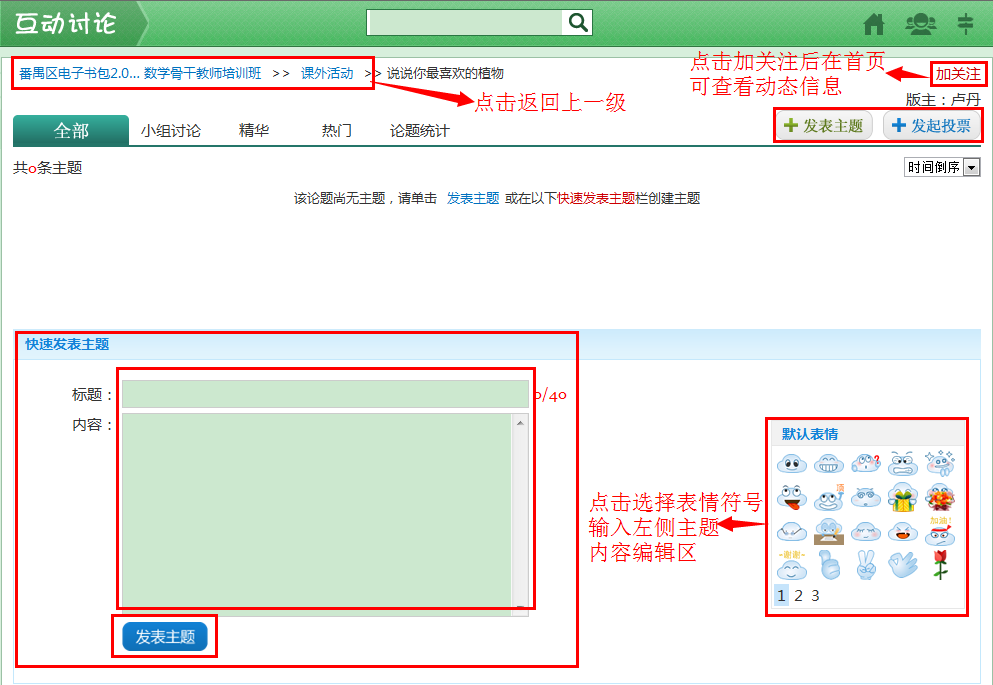 互动讨论
番禺区电子书包2.0... 数学骨干教师培训班 >> 课外活动 >> 说说你最喜欢的植物
点击返回上一级
点击加关注后在首页
可查看动态信息
加关注
版主：卢丹
全部 小组讨论 精华 热门 论题统计
发表主题 发起投票
共0条主题
时间倒序
该论题尚无主题，请单击 发表主题 或在以下快速发表主题栏创建主题
快速发表主题
标题：
0/40
内容：
点击选择表情符号
输入左侧主题
内容编辑区
默认表情
?
顶
加油!
~谢谢~
1 2 3
发表主题